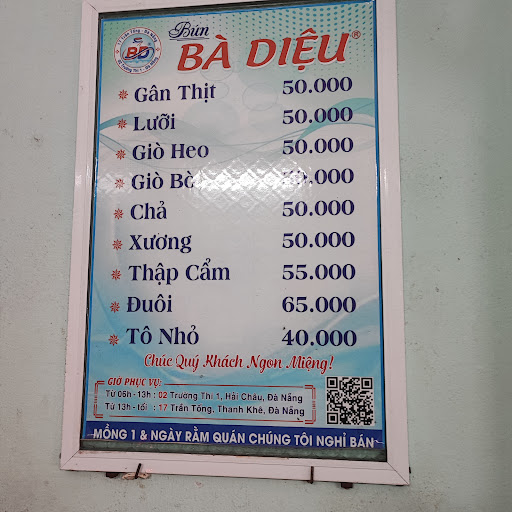 Bún
BÀ DIỆU®
BD
Gân Thịt 50.000
Lưỡi 50.000
Giò Heo 50.000
Giò Bò
Chả 50.000
Xương 50.000
Thập Cẩm 55.000
Đuôi 65.000
Tô Nhỏ 40.000
Chúc Quý Khách Ngon Miệng!
GIỜ PHỤC VỤ:
Từ 06h - 13h : 02 Trương Thi 1, Hải Châu, Đà Nẵng
Từ 13h - tối : 17 Trần Tống, Thanh Khê, Đà Nẵng
MỒNG 1 & NGÀY RẰM QUÁN CHÚNG TÔI NGHỈ BÁN